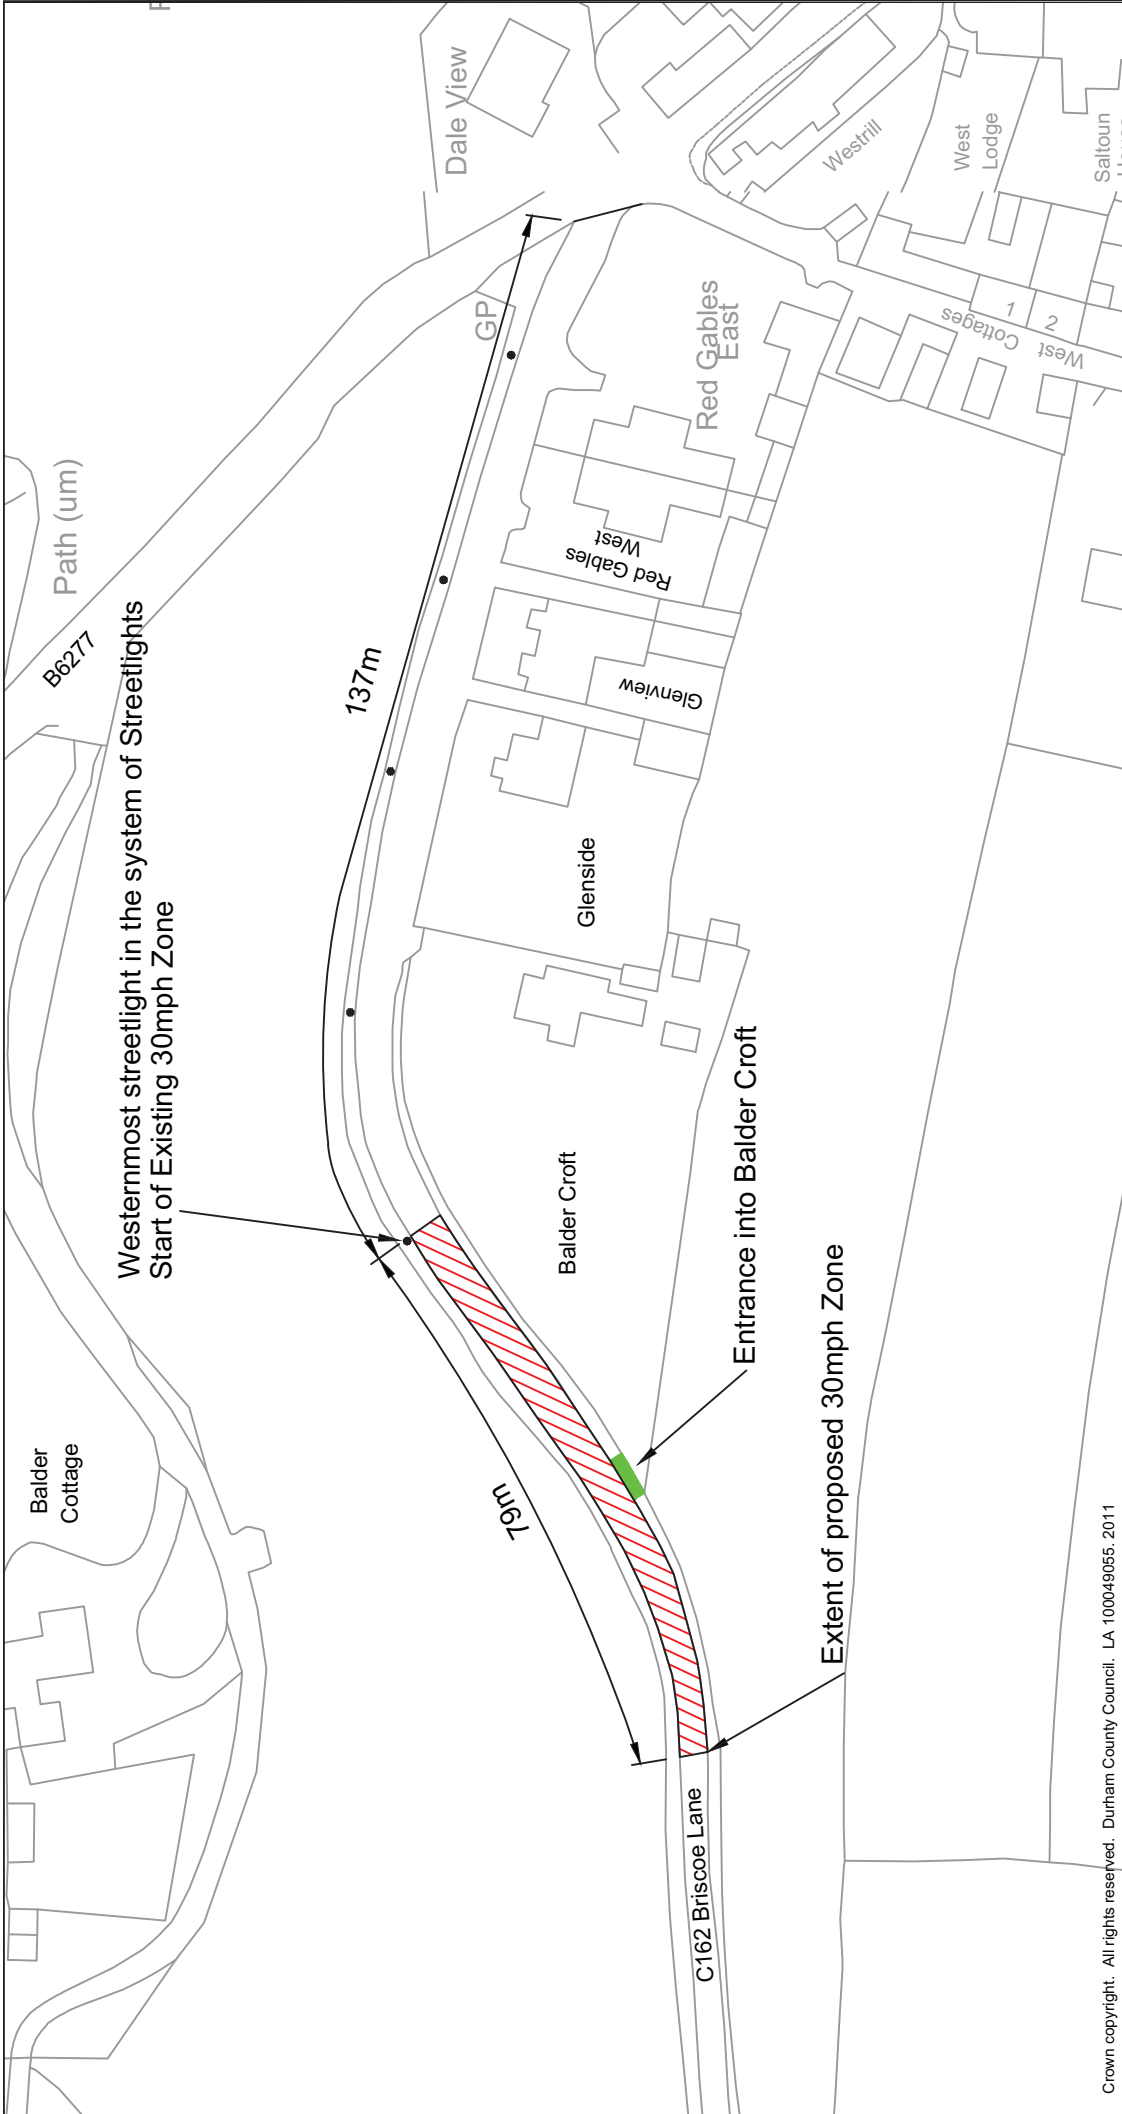 Path (um)
B6277
Dale View
GP
137m
Westernmost streetlight in the system of Streetlights
Start of Existing 30mph Zone
Balder
Cottage
79m
Westrill
West
Lodge
Saltoun
Red Gables
East
Red Gables
West
Glenview
Glenside
West Cottages
1
2
Balder Croft
Entrance into Balder Croft
Extent of proposed 30mph Zone
C162 Briscoe Lane
Crown copyright. All rights reserved. Durham County Council. LA 100049055. 2011